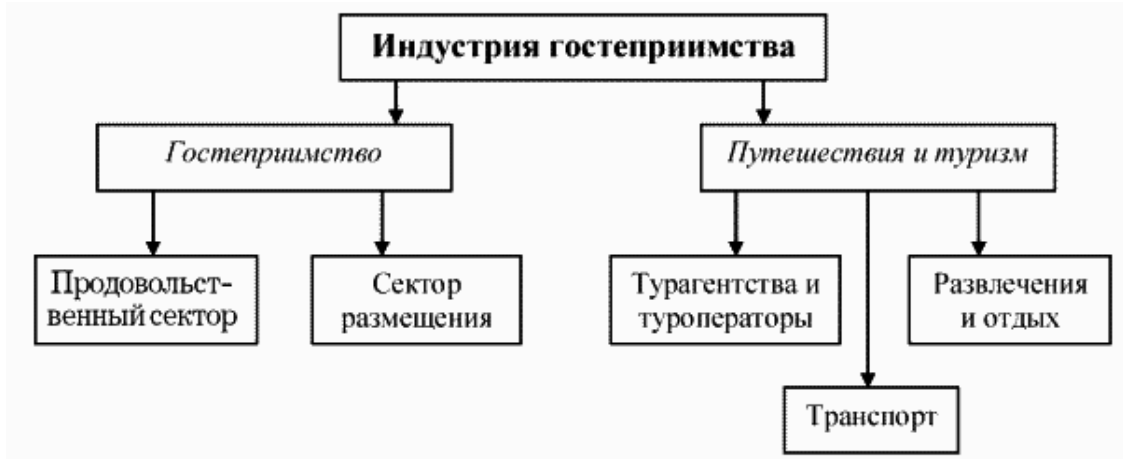 Индустрия гостеприимства
Гостеприимство
Путешествия и туризм
Продовольст-
венный сектор
Сектор
размещения
Турагентства и
туроператоры
Развлечения
и отдых
Транспорт